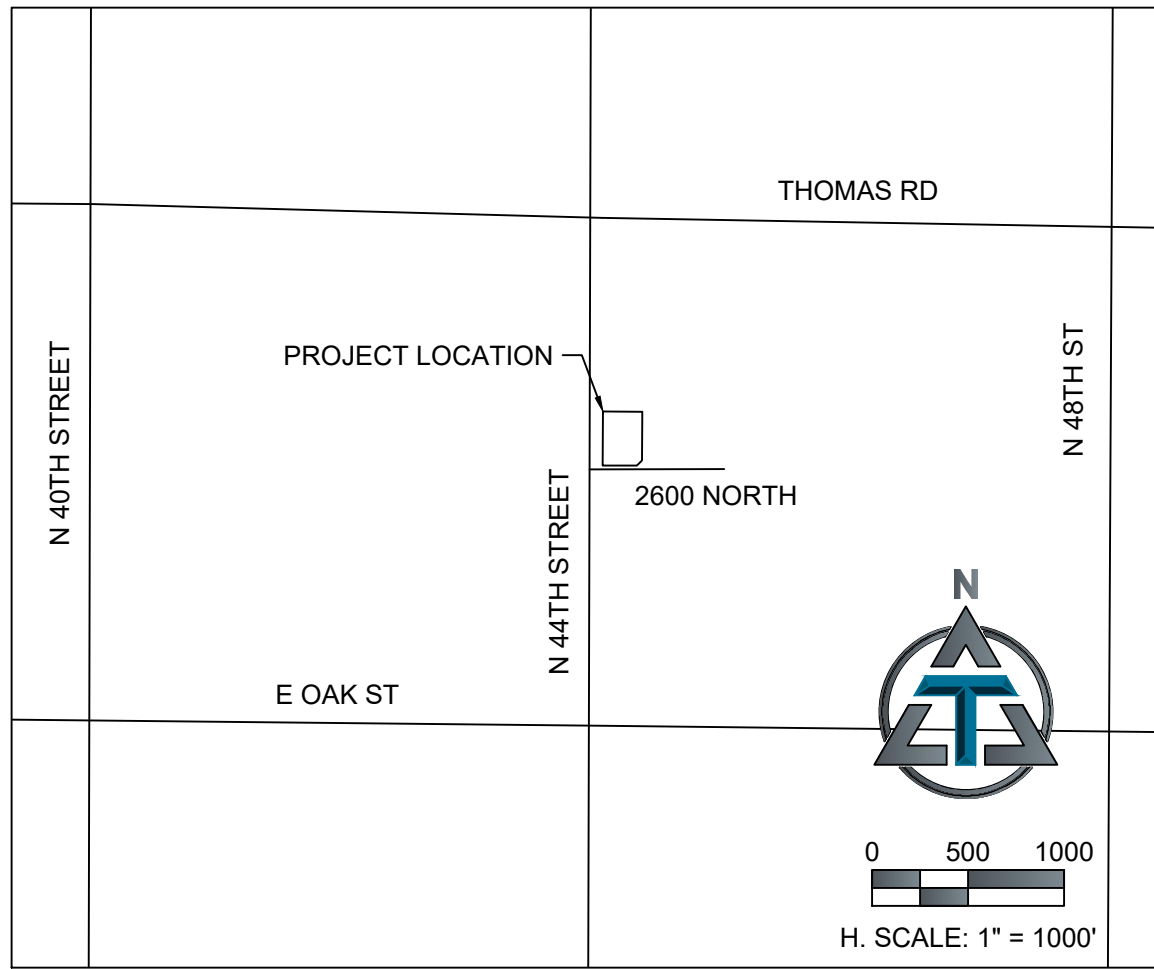 THOMAS RD
PROJECT LOCATION
N 40TH STREET
N 48TH ST
N 44TH STREET
2600 NORTH
N
T
E OAK ST
0 500 1000
H. SCALE: 1" = 1000'